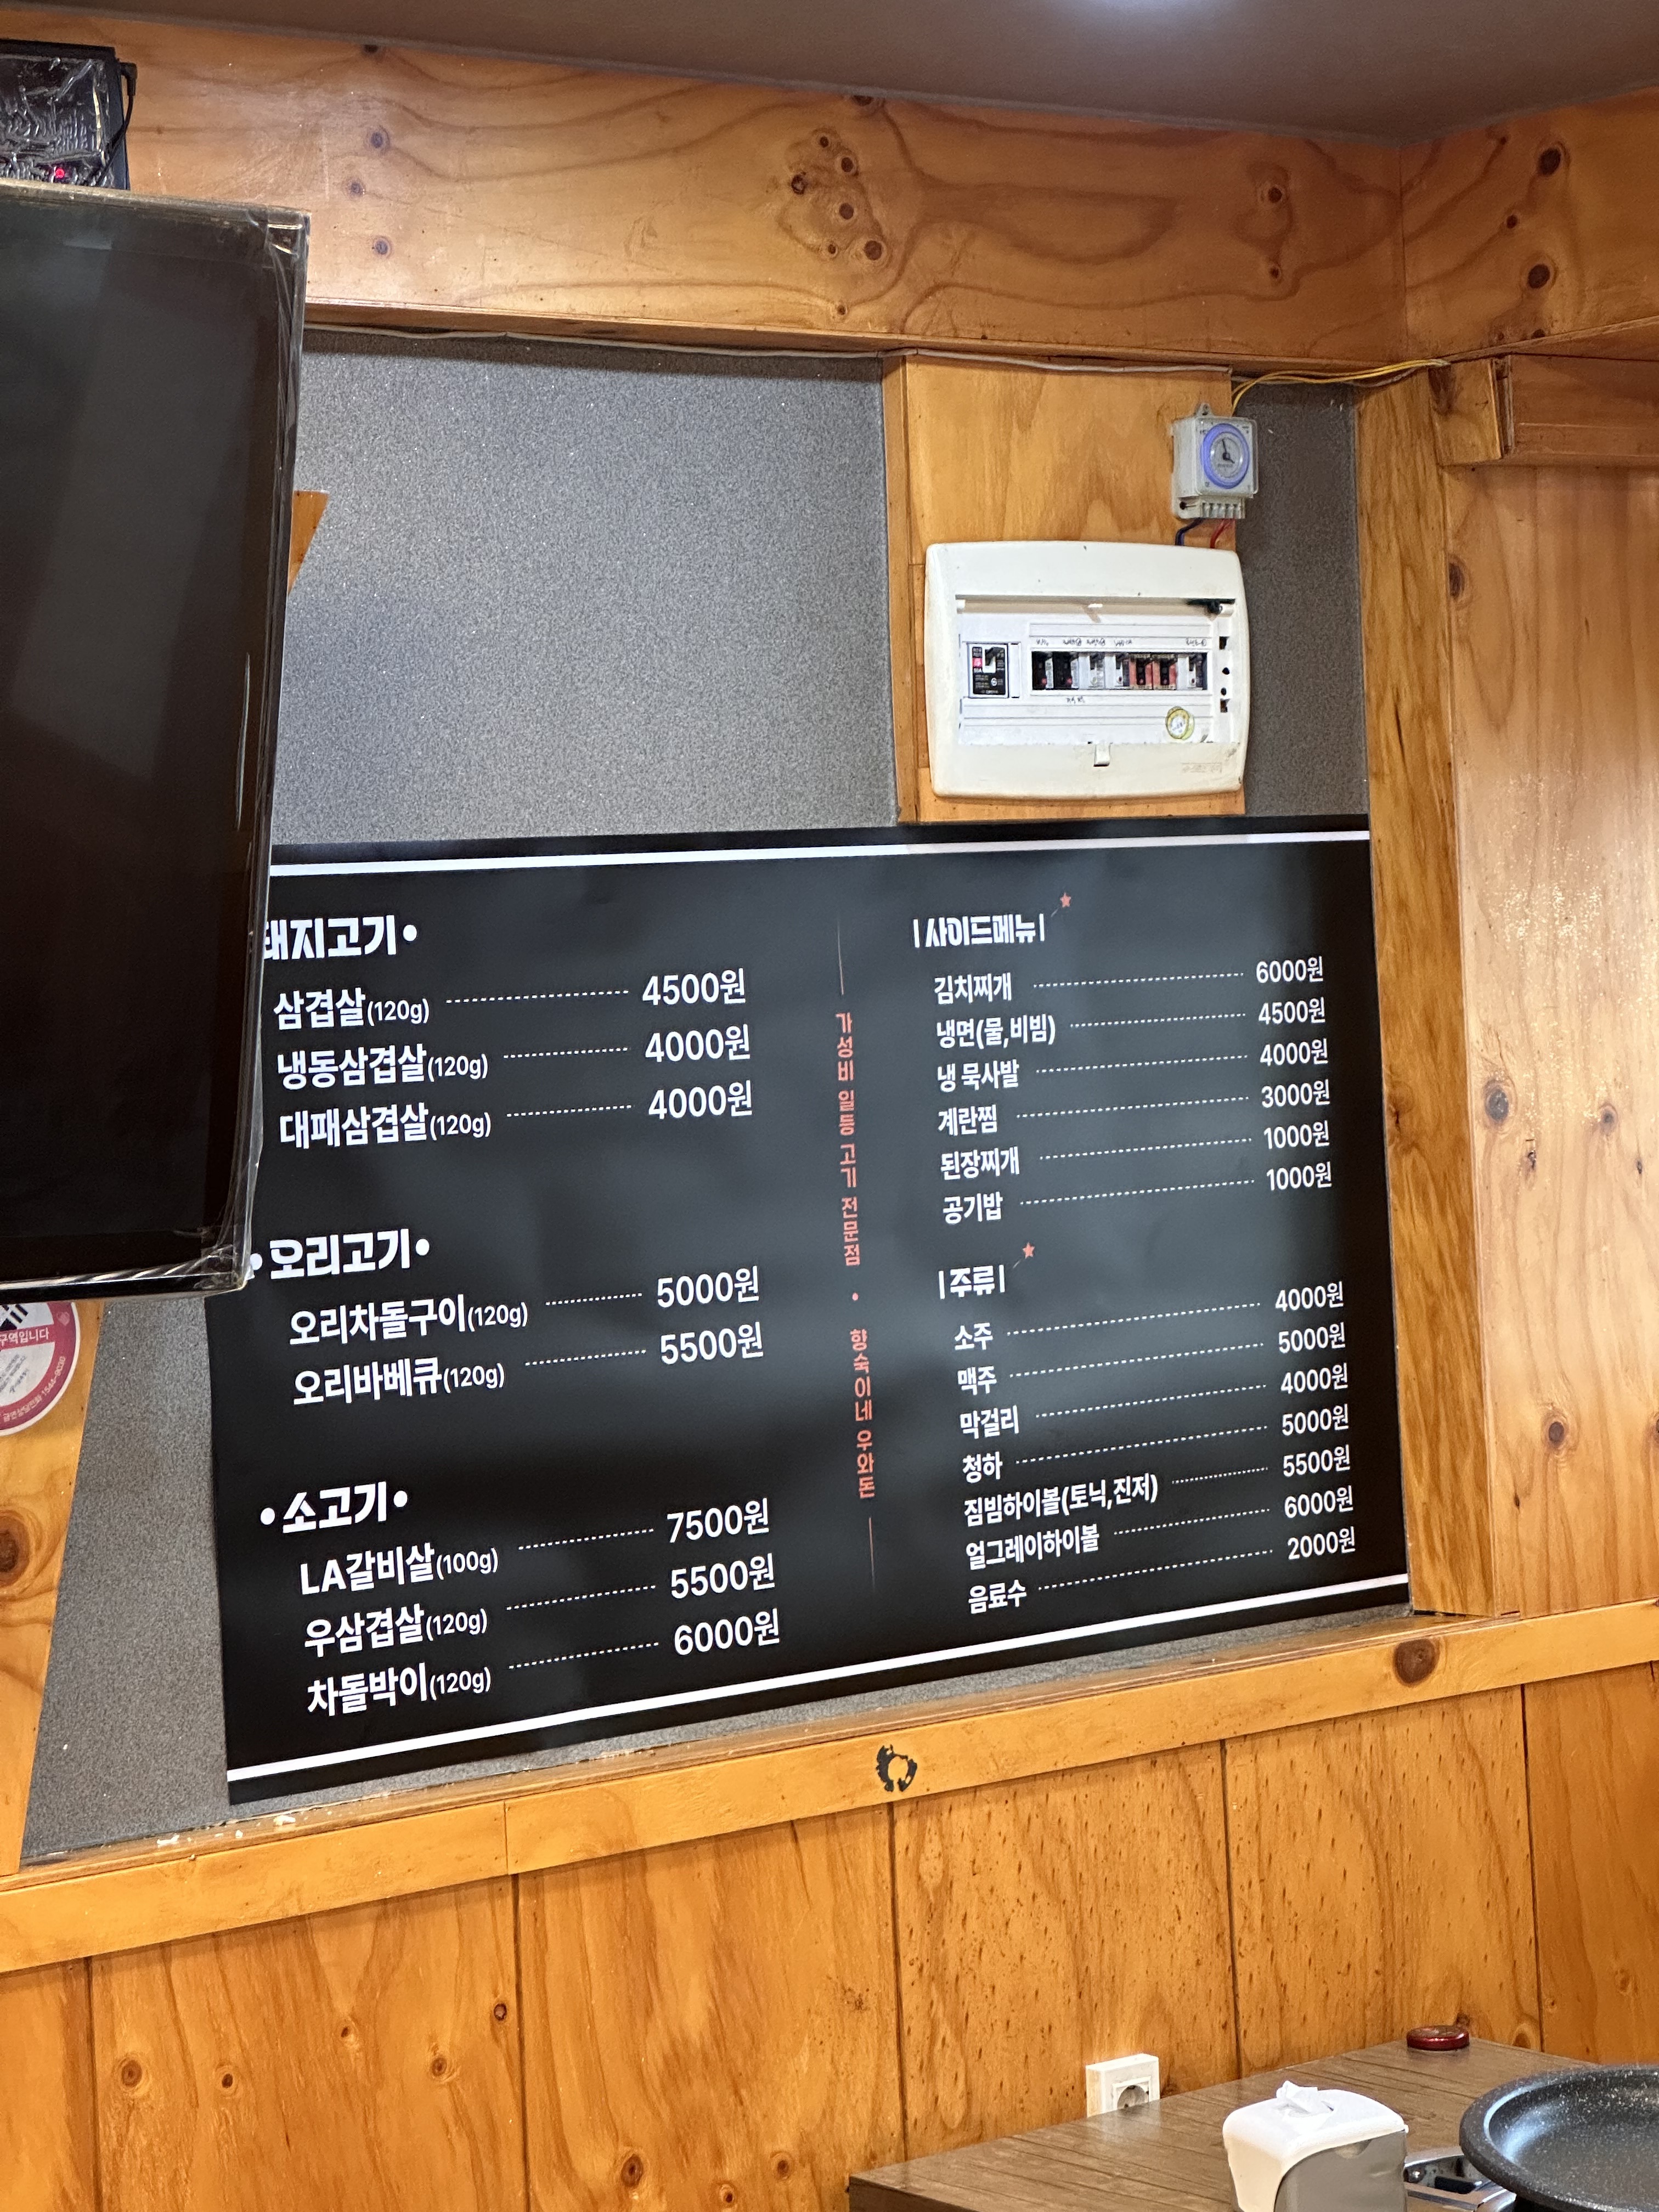 돼지고기•
삼겹살(120g) 4500원
냉동삼겹살(120g) 4000원
대패삼겹살(120g) 4000원
•오리고기•
오리차돌구이(120g) 5000원
오리바베큐(120g) 5500원
•소고기•
LA갈비살(100g) 7500원
우삼겹살(120g) 5500원
차돌박이(120g) 6000원
가성비 일등 고기 전문점 • 향숙이네 우와돈
|사이드메뉴|
김치찌개 6000원
냉면(물,비빔) 4500원
냉 묵사발 4000원
계란찜 3000원
된장찌개 1000원
공기밥 1000원
|주류|
소주 4000원
맥주 5000원
막걸리 4000원
청하 5000원
짐빔하이볼(토닉,진저) 5500원
얼그레이하이볼 6000원
음료수 2000원
구역입니다